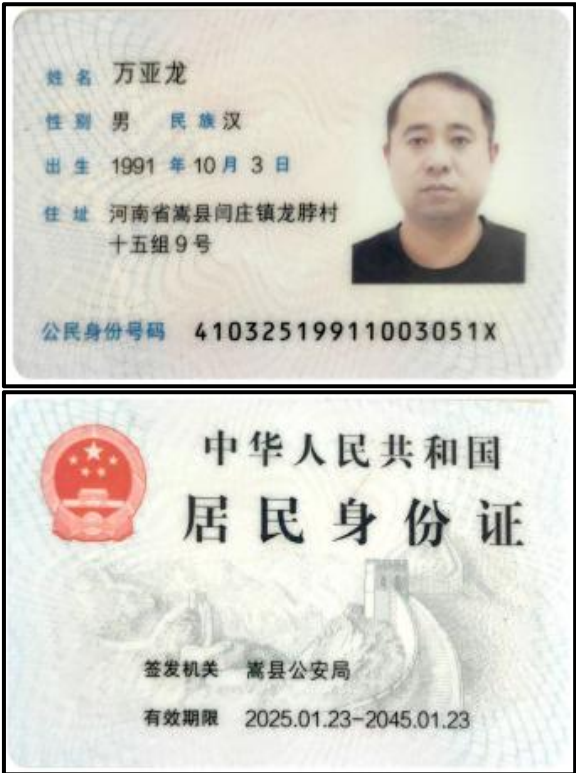 姓名 万亚龙
性别 男 民族 汉
出生 1991 年 10 月 3 日
住址 河南省嵩县闫庄镇龙脖村
十五组9号
公民身份号码 41032519911003051X
中华人民共和国
居民身份证
签发机关 嵩县公安局
有效期限 2025.01.23-2045.01.23